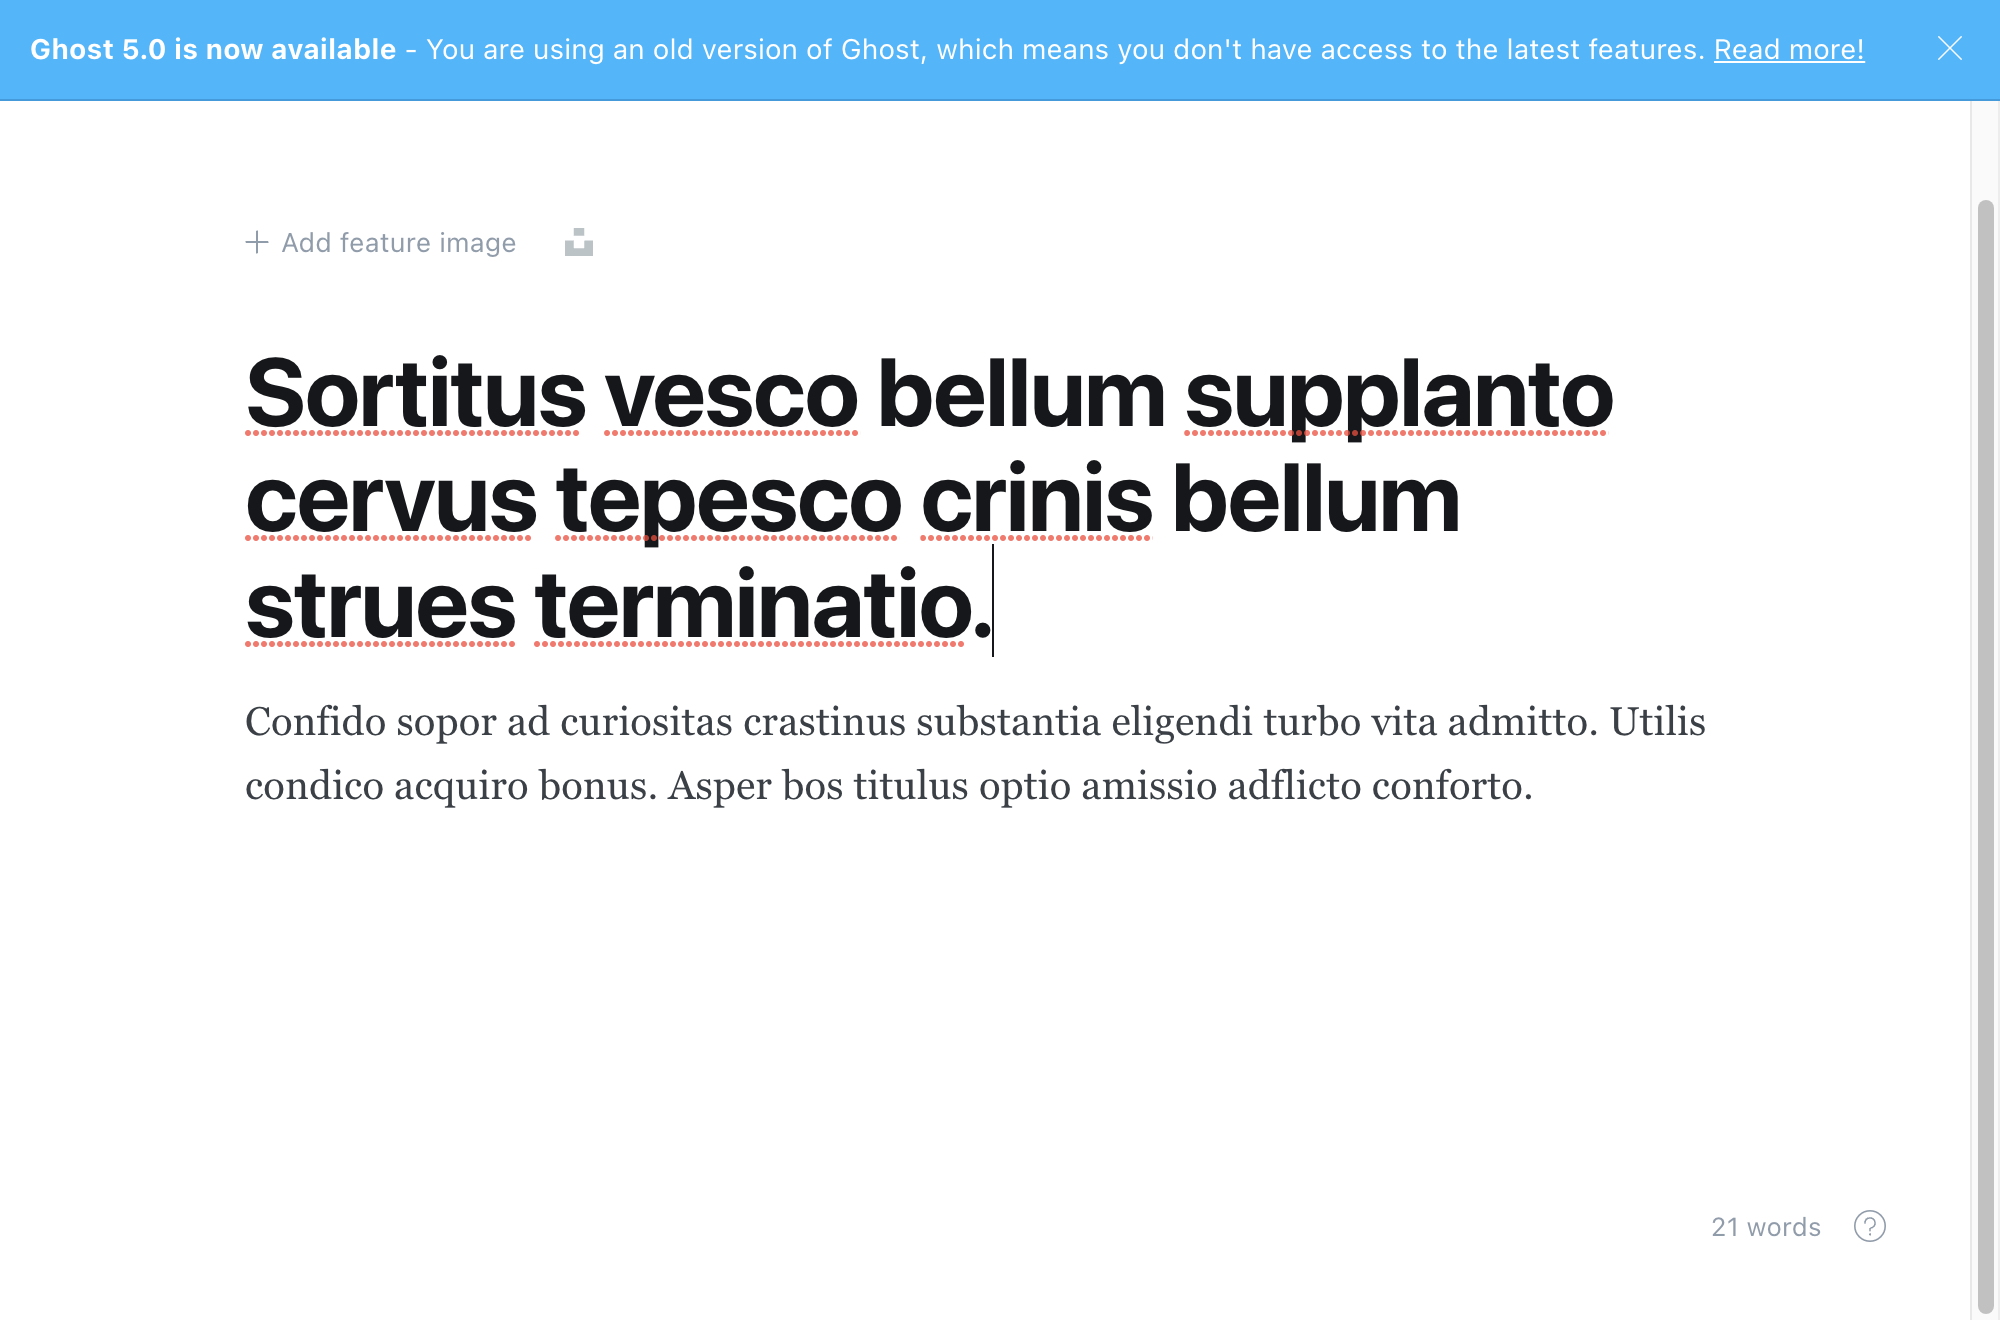 Ghost 5.0 is now available - You are using an old version of Ghost, which means you don't have access to the latest features. Read more!
Add feature image
Sortitus vesco bellum supplanto
cervus tepesco crinis bellum
strues terminatio.
Confido sopor ad curiositas crastinus substantia eligendi turbo vita admitto. Utilis
condico acquiro bonus. Asper bos titulus optio amissio adflicto conforto.
21 words ?